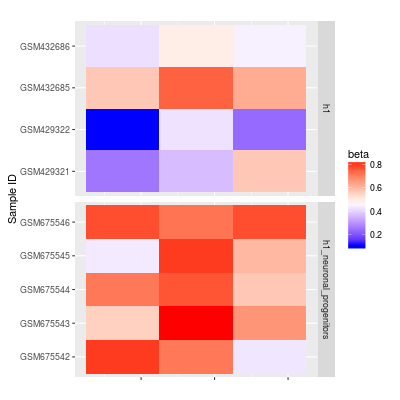 Sample ID
GSM432686
GSM432685
GSM429322
GSM429321
h1
GSM675546
GSM675545
GSM675544
GSM675543
GSM675542
h1_neuronal_progenitors
beta
0.8
0.6
0.4
0.2